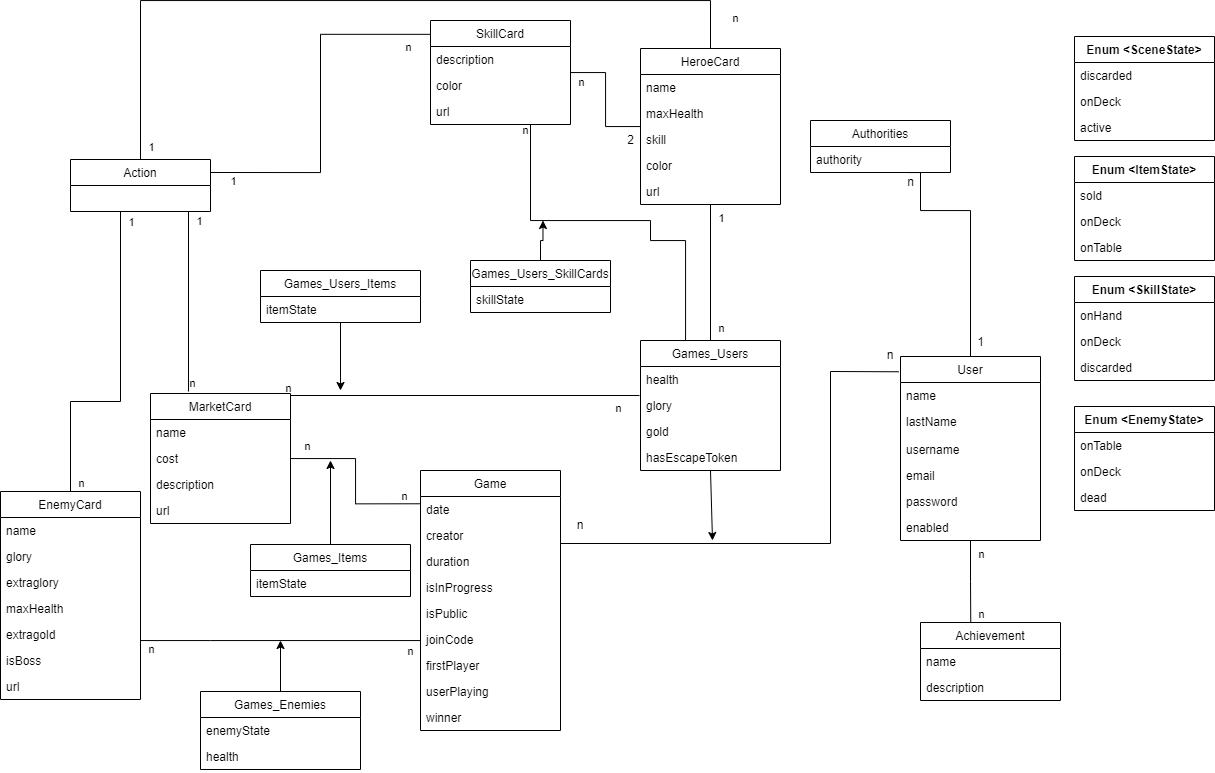 SkillCard
description
color
url
n
n
n
HeroeCard
name
maxHealth
skill
color
url
n
2
1
n
Action
1
1
1
1
Authorities
authority
n
1
Enum <SceneState>
discarded
onDeck
active
Enum <ItemState>
sold
onDeck
onTable
Enum <SkillState>
onHand
onDeck
discarded
Enum <EnemyState>
onTable
onDeck
dead
Games_Users_SkillCards
skillState
Games_Users_Items
itemState
Games_Users
health
glory
gold
hasEscapeToken
n
User
name
lastName
username
email
password
enabled
n
n
MarketCard
name
cost
description
url
n
n
n
n
Game
date
creator
duration
isInProgress
isPublic
joinCode
firstPlayer
userPlaying
winner
n
n
n
EnemyCard
name
glory
extraglory
maxHealth
extragold
isBoss
url
n
n
Games_Items
itemState
Games_Enemies
enemyState
health
Achievement
name
description
n